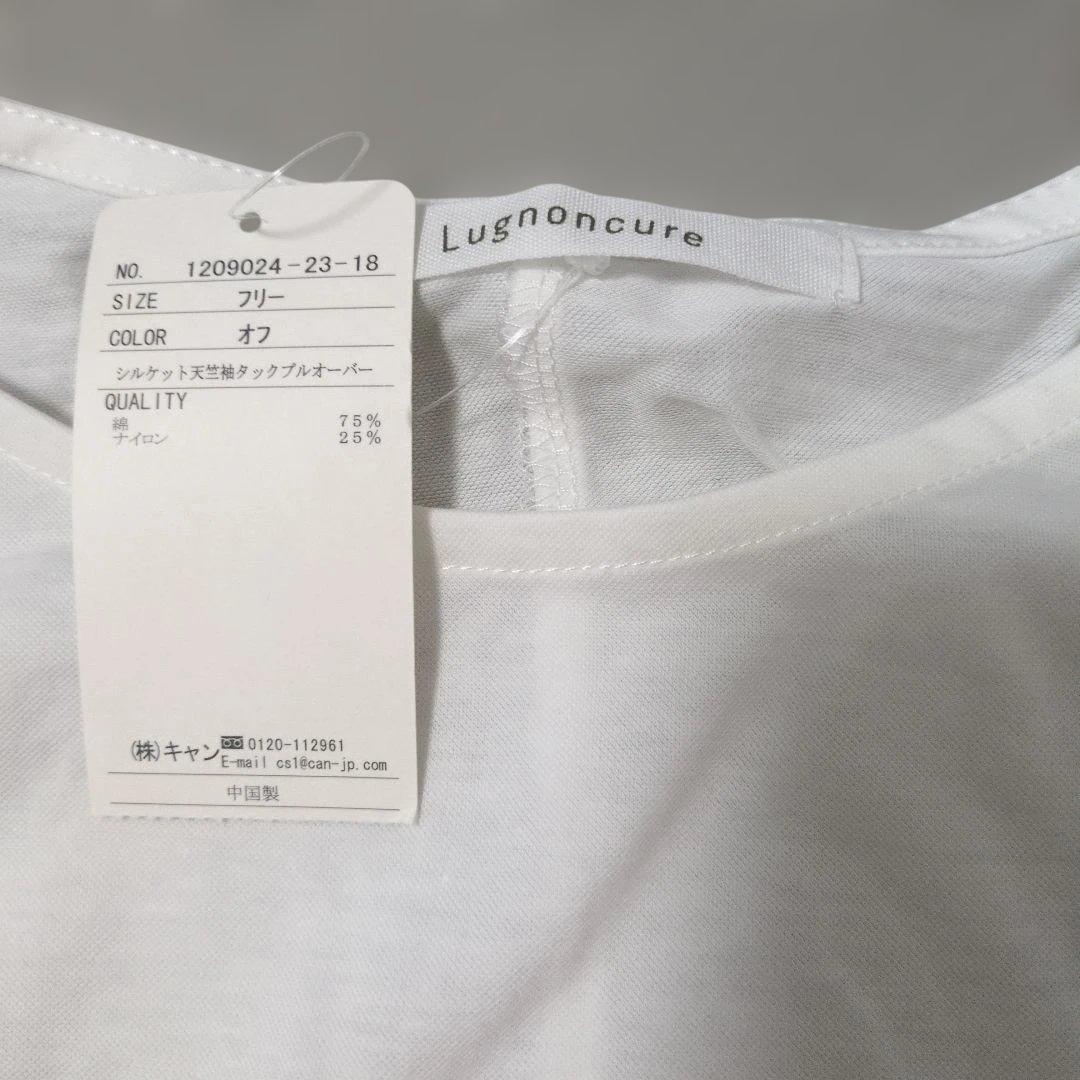 Lugnoncure
NO. 1209024-23-18
SIZE フリー
COLOR オフ
シルケット天竺袖タックプルオーバー
QUALITY
綿 75%
ナイロン 25%
(株)キャン 0120-112961
E-mail cs1@can-jp.com
中国製